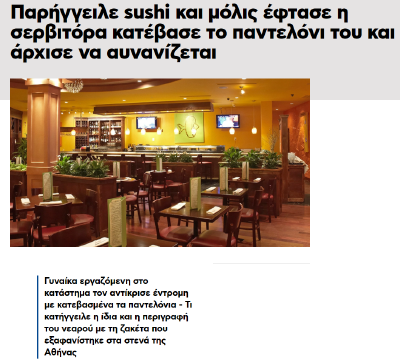 Παρήγγειλε sushi και μόλις έφτασε η
σερβιτόρα κατέβασε το παντελόνι του και
άρχισε να αυνανίζεται
Γυναίκα εργαζόμενη στο
κατάστημα τον αντίκρισε έντρομη
με κατεβασμένα τα παντελόνια - Τι
κατήγγειλε η ίδια και η περιγραφή
του νεαρού με τη ζακέτα που
εξαφανίστηκε στα στενά της
Αθήνας